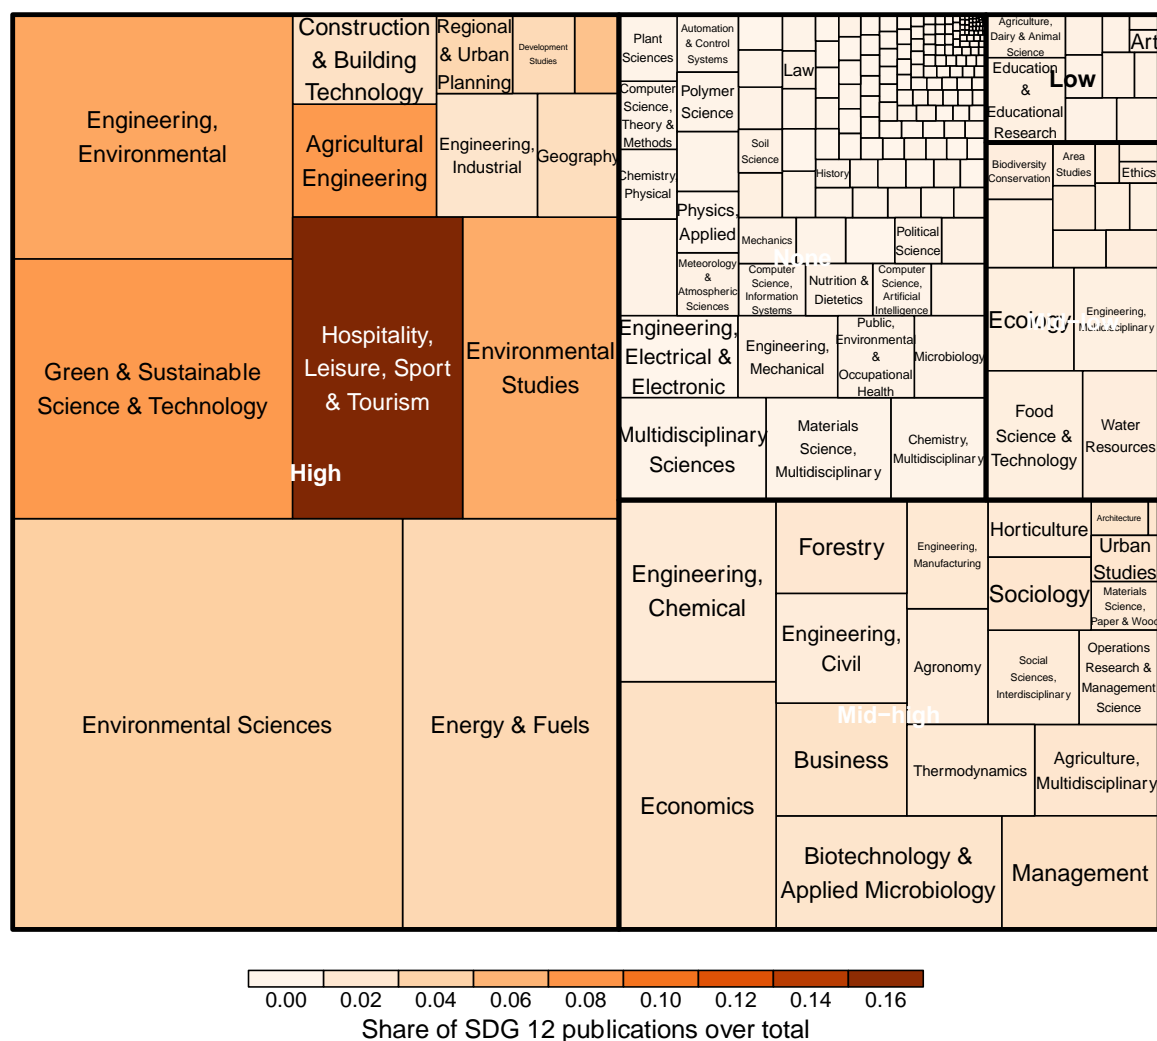 Engineering,
Environmental
Green & Sustainable
Science & Technology
Construction
& Building
Technology
Regional
& Urban
Planning
Development
Studies
Agricultural
Engineering
Engineering,
Industrial
Geography
Hospitality,
Leisure, Sport
& Tourism
Environmental
Studies
High
Environmental Sciences
Energy & Fuels
Plant
Sciences
Automation
& Control
Systems
Law
Computer
Science,
Theory &
Methods
Polymer
Science
Soil
Science
Chemistry,
Physical
History
Physics,
Applied
Mechanics
Political
Science
None
Meteorology
&
Atmospheric
Sciences
Computer
Science,
Information
Systems
Nutrition &
Dietetics
Computer
Science,
Artificial
Intelligence
Engineering,
Electrical &
Electronic
Engineering,
Mechanical
Public,
Environmental
&
Occupational
Health
Microbiology
Multidisciplinary
Sciences
Materials
Science,
Multidisciplinary
Chemistry,
Multidisciplinary
Agriculture,
Dairy & Animal
Science
Art
Education
&
Educational
Research
Low
Biodiversity
Conservation
Area
Studies
Ethics
Ecology
Engineering,
Multidisciplinary
Food
Science &
Technology
Water
Resources
Engineering,
Chemical
Forestry
Engineering,
Manufacturing
Horticulture
Architecture
Urban
Studies
Sociology
Materials
Science,
Paper & Wood
Engineering,
Civil
Agronomy
Social
Sciences,
Interdisciplinary
Operations
Research &
Management
Science
Mid−high
Business
Thermodynamics
Agriculture,
Multidisciplinary
Economics
Biotechnology &
Applied Microbiology
Management
0.00 0.02 0.04 0.06 0.08 0.10 0.12 0.14 0.16
Share of SDG 12 publications over total